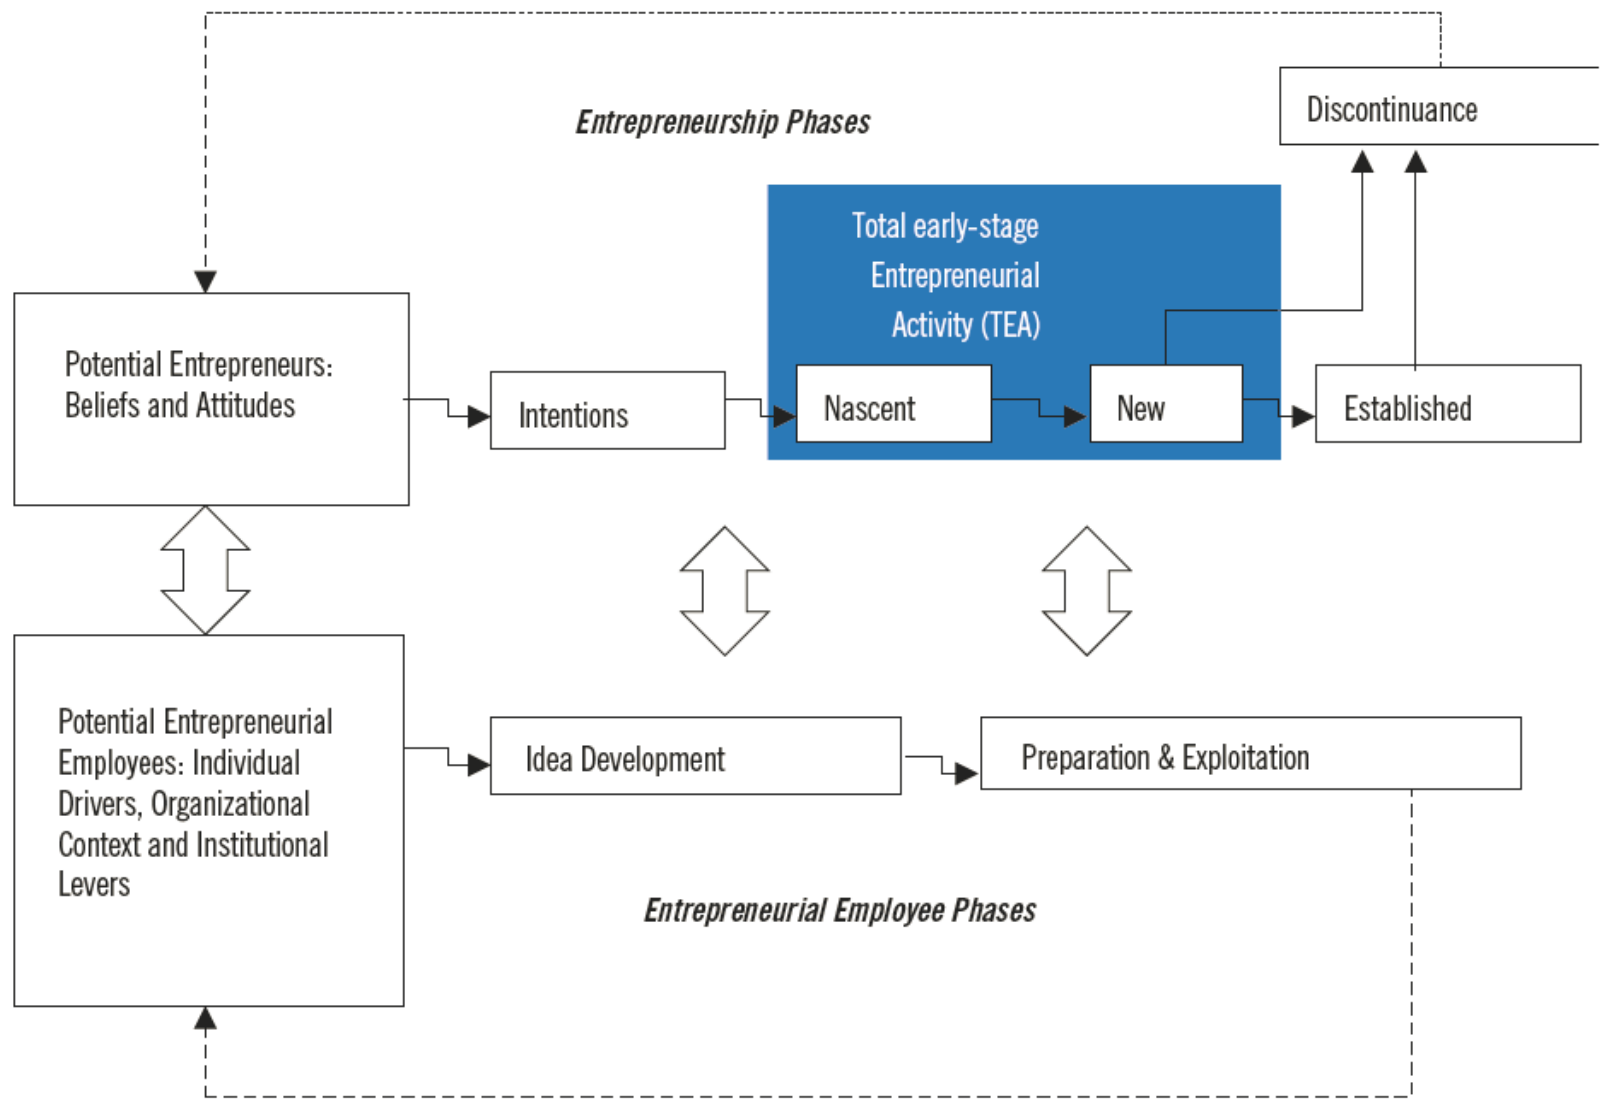 Entrepreneurship Phases
Discontinuance
Total early-stage
Entrepreneurial
Activity (TEA)
Potential Entrepreneurs:
Beliefs and Attitudes
Intentions
Nascent
New
Established
Potential Entrepreneurial
Employees: Individual
Drivers, Organizational
Context and Institutional
Levers
Idea Development
Preparation & Exploitation
Entrepreneurial Employee Phases